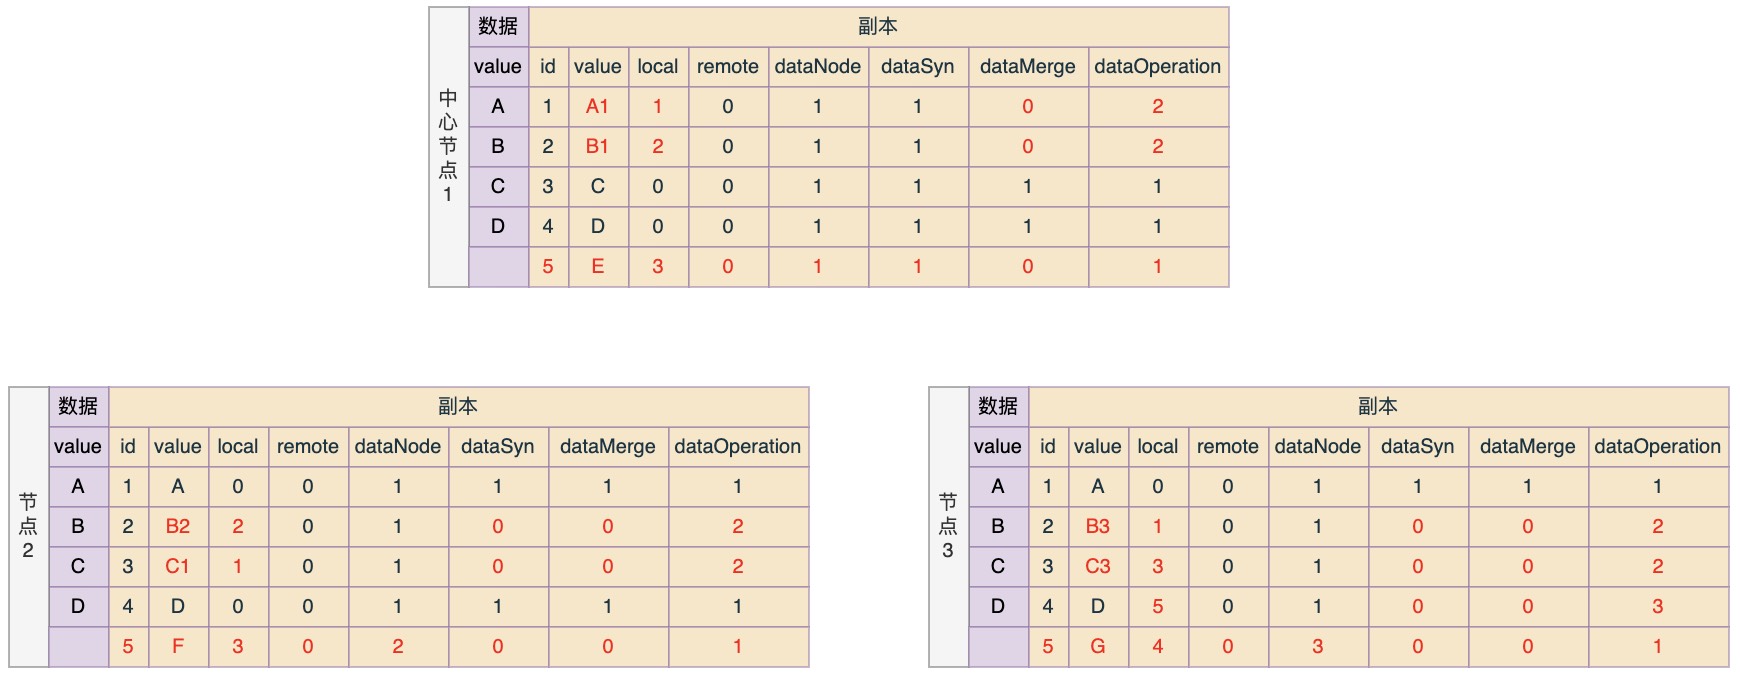 中心节点1
数据 副本
value id value local remote dataNode dataSyn dataMerge dataOperation
A 1 A1 1 0 1 1 0 2
B 2 B1 2 0 1 1 0 2
C 3 C 0 0 1 1 1 1
D 4 D 0 0 1 1 1 1
5 E 3 0 1 1 0 1
节点2
数据 副本
value id value local remote dataNode dataSyn dataMerge dataOperation
A 1 A 0 0 1 1 1 1
B 2 B2 2 0 1 0 0 2
C 3 C1 1 0 1 0 0 2
D 4 D 0 0 1 1 1 1
5 F 3 0 2 0 0 1
节点3
数据 副本
value id value local remote dataNode dataSyn dataMerge dataOperation
A 1 A 0 0 1 1 1 1
B 2 B3 1 0 1 0 0 2
C 3 C3 3 0 1 0 0 2
D 4 D 5 0 1 0 0 3
5 G 4 0 3 0 0 1